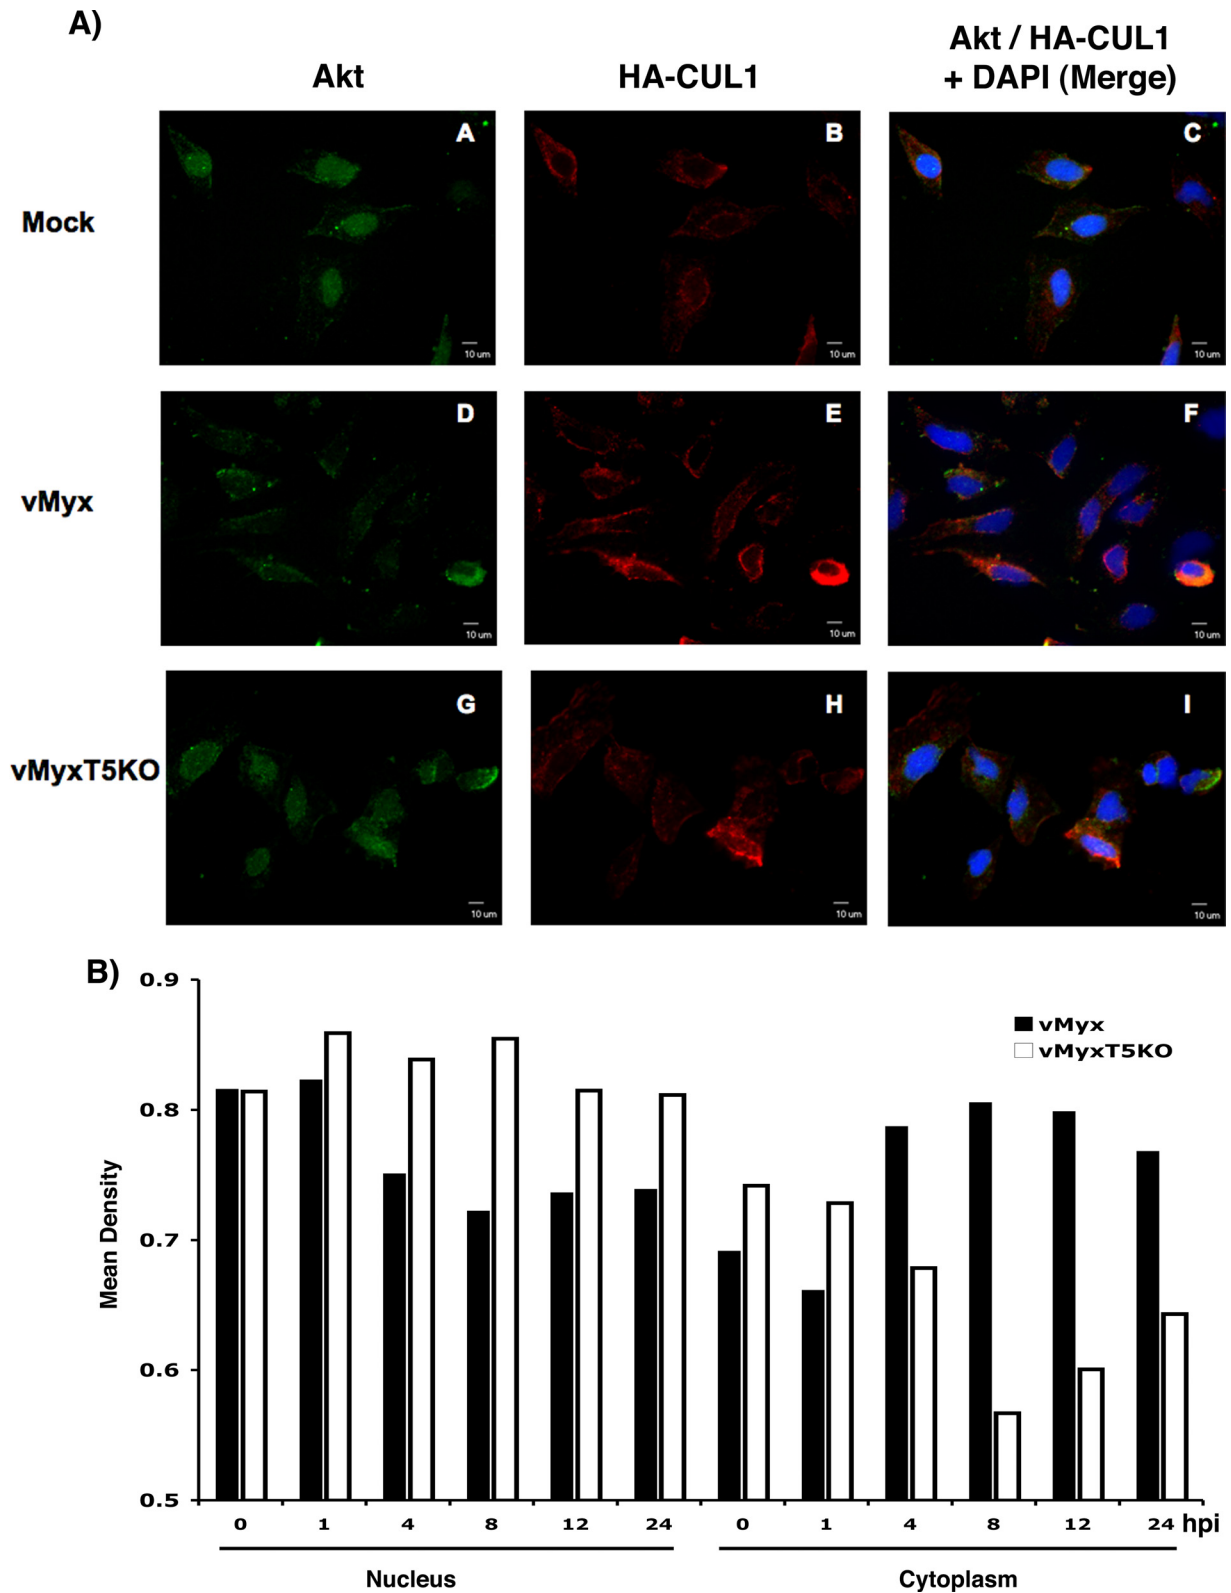 A)
Akt
HA-CUL1
Akt / HA-CUL1
+ DAPI (Merge)
Mock
A
B
C
10 um
10 um
10 um
vMyx
D
E
F
10 um
10 um
10 um
vMyxT5KO
G
H
I
10 um
10 um
10 um
B)
Mean Density
0.9
0.8
0.7
0.6
0.5
vMyx
vMyxT5KO
0 1 4 8 12 24 0 1 4 8 12 24 hpi
Nucleus Cytoplasm